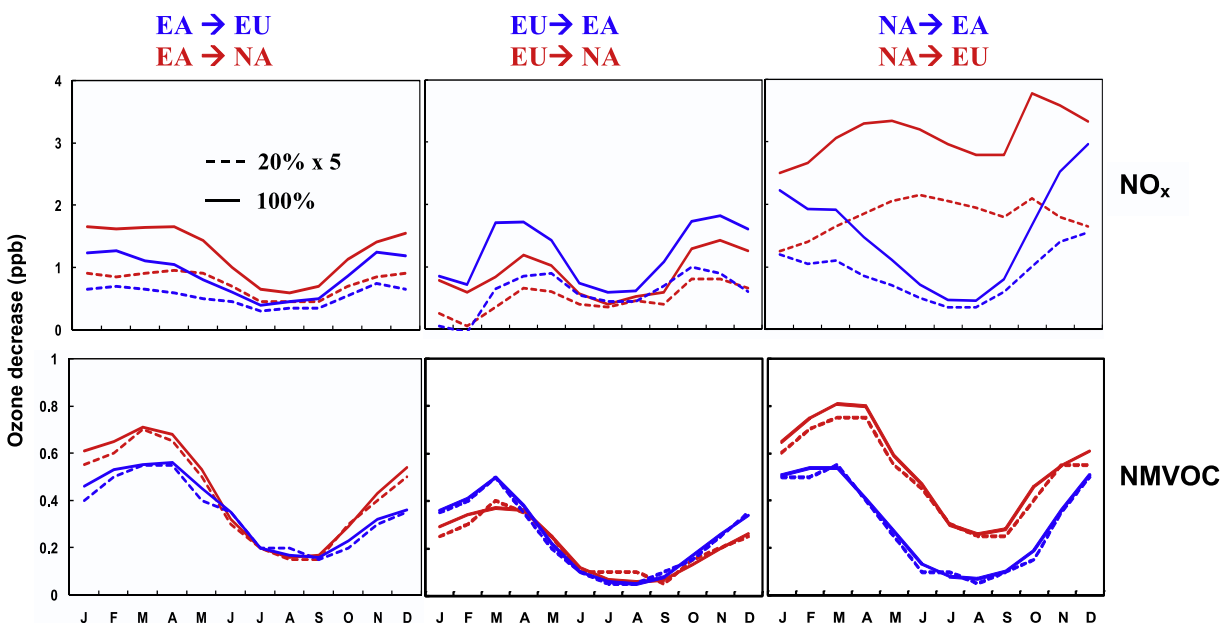 EA → EU
EA → NA
EU → EA
EU → NA
NA → EA
NA → EU
Ozone decrease (ppb)
4
3
2
1
0
20% x 5
100%
NOₓ
1
0.8
0.6
0.4
0.2
0
NMVOC
J F M A M J J A S O N D
J F M A M J J A S O N D
J F M A M J J A S O N D